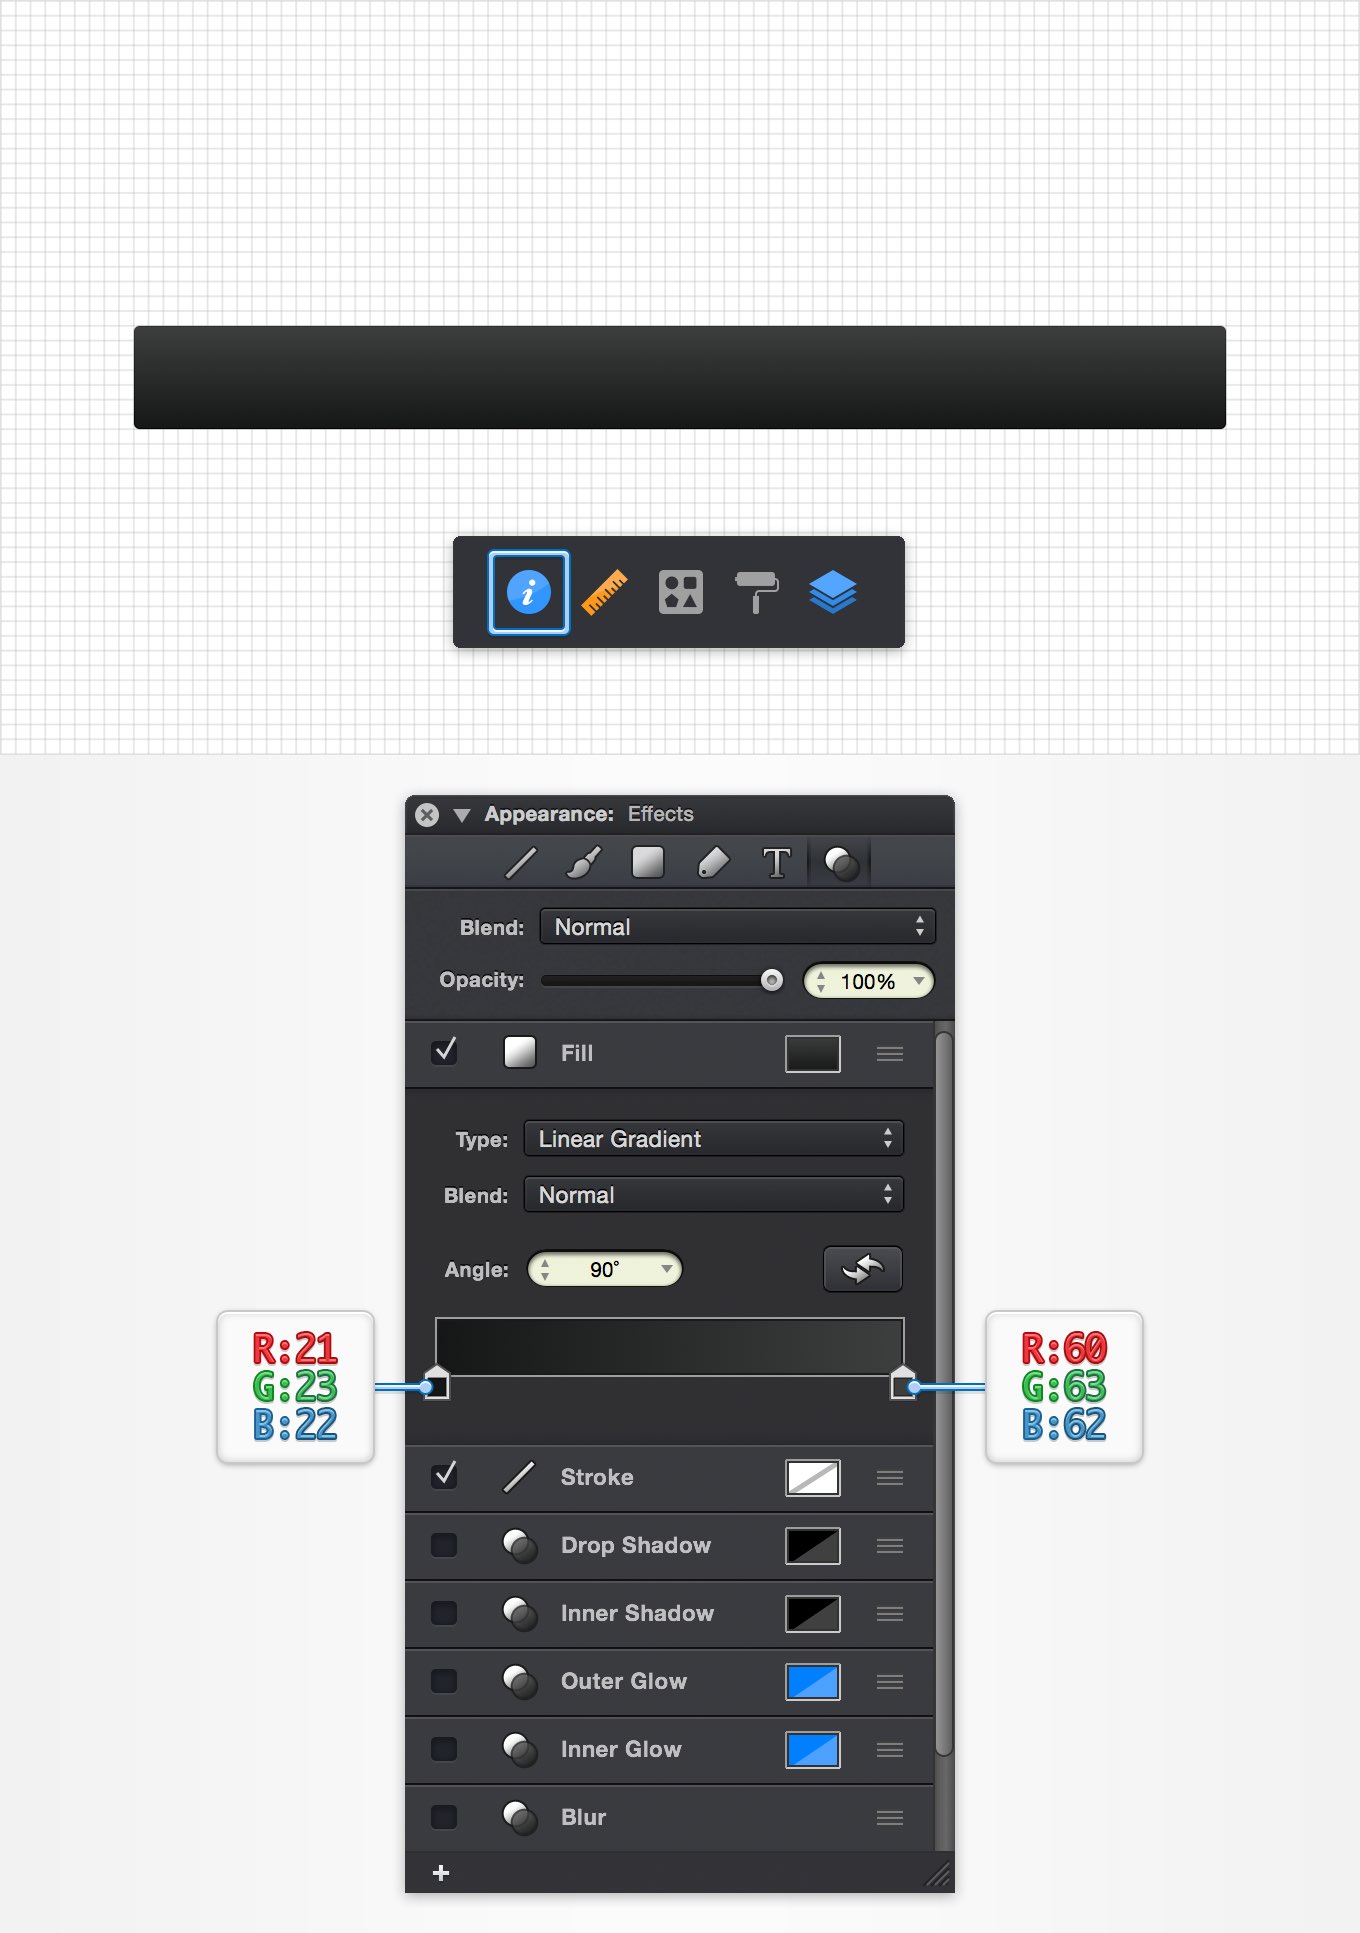 i
Appearance: Effects
T
Blend: Normal
Opacity: 100%
Fill
Type: Linear Gradient
Blend: Normal
Angle: 90°
R:21
G:23
B:22
R:60
G:63
B:62
Stroke
Drop Shadow
Inner Shadow
Outer Glow
Inner Glow
Blur
+